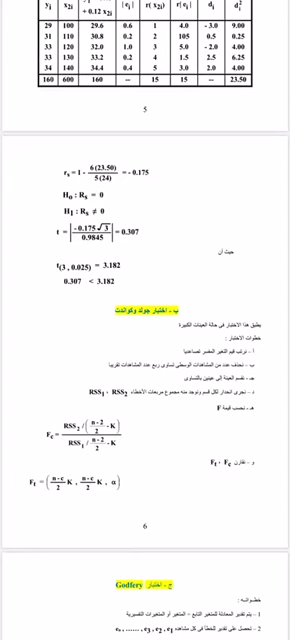 yi x2i + 0.12 x2i | ei | r( x2i) r| ei | di di²
29 100 29.6 0.6 1 4.0 - 3.0 9.00
31 110 30.8 0.2 2 105 0.5 0.25
33 120 32.0 1.0 3 5.0 - 2.0 4.00
33 130 33.2 0.2 4 1.5 2.5 6.25
34 140 34.4 0.4 5 3.0 2.0 4.00
160 600 160 -- 15 15 -- 23.50
5
rs = 1 - 6 (23.50) / 5 (24) = - 0.175
Ho : Rs = 0
H1 : Rs ≠ 0
t = | - 0.175 √3 / 0.9845 | = 0.307
حيث أن
t(3 , 0.025) = 3.182
0.307 < 3.182
ب - اختبار جولد وكواندت
يطبق هذا الاختبار في حالة العينات الكبيرة
خطوات الاختبار :
أ - نرتب قيم المتغير المفسر تصاعديا
ب - نحذف عدد من المشاهدات الوسطى تساوى ربع عدد المشاهدات تقريبا
جـ - نقسم العينة إلى عينتين بالتساوى
د - نجرى انحدار لكل قسم ونوجد منه مجموع مربعات الأخطاء RSS1 ، RSS2
هـ - نحسب قيمة F
Fc = RSS2 / ( n - 2 / 2 - K ) / RSS1 / n - 2 / 2 - K
و - نقارن Fc ، Ft
Ft = ( n - c / 2 K , n - c / 2 K , α )
6
ج - اختبار Godfery
خطواته :
1 - يتم تقدير المعادلة للمتغير التابع - المتغير أو المتغيرات التفسيرية
2 - نحصل على تقدير للخطأ في كل مشاهده e1 , e2 , e3 , ...... , en